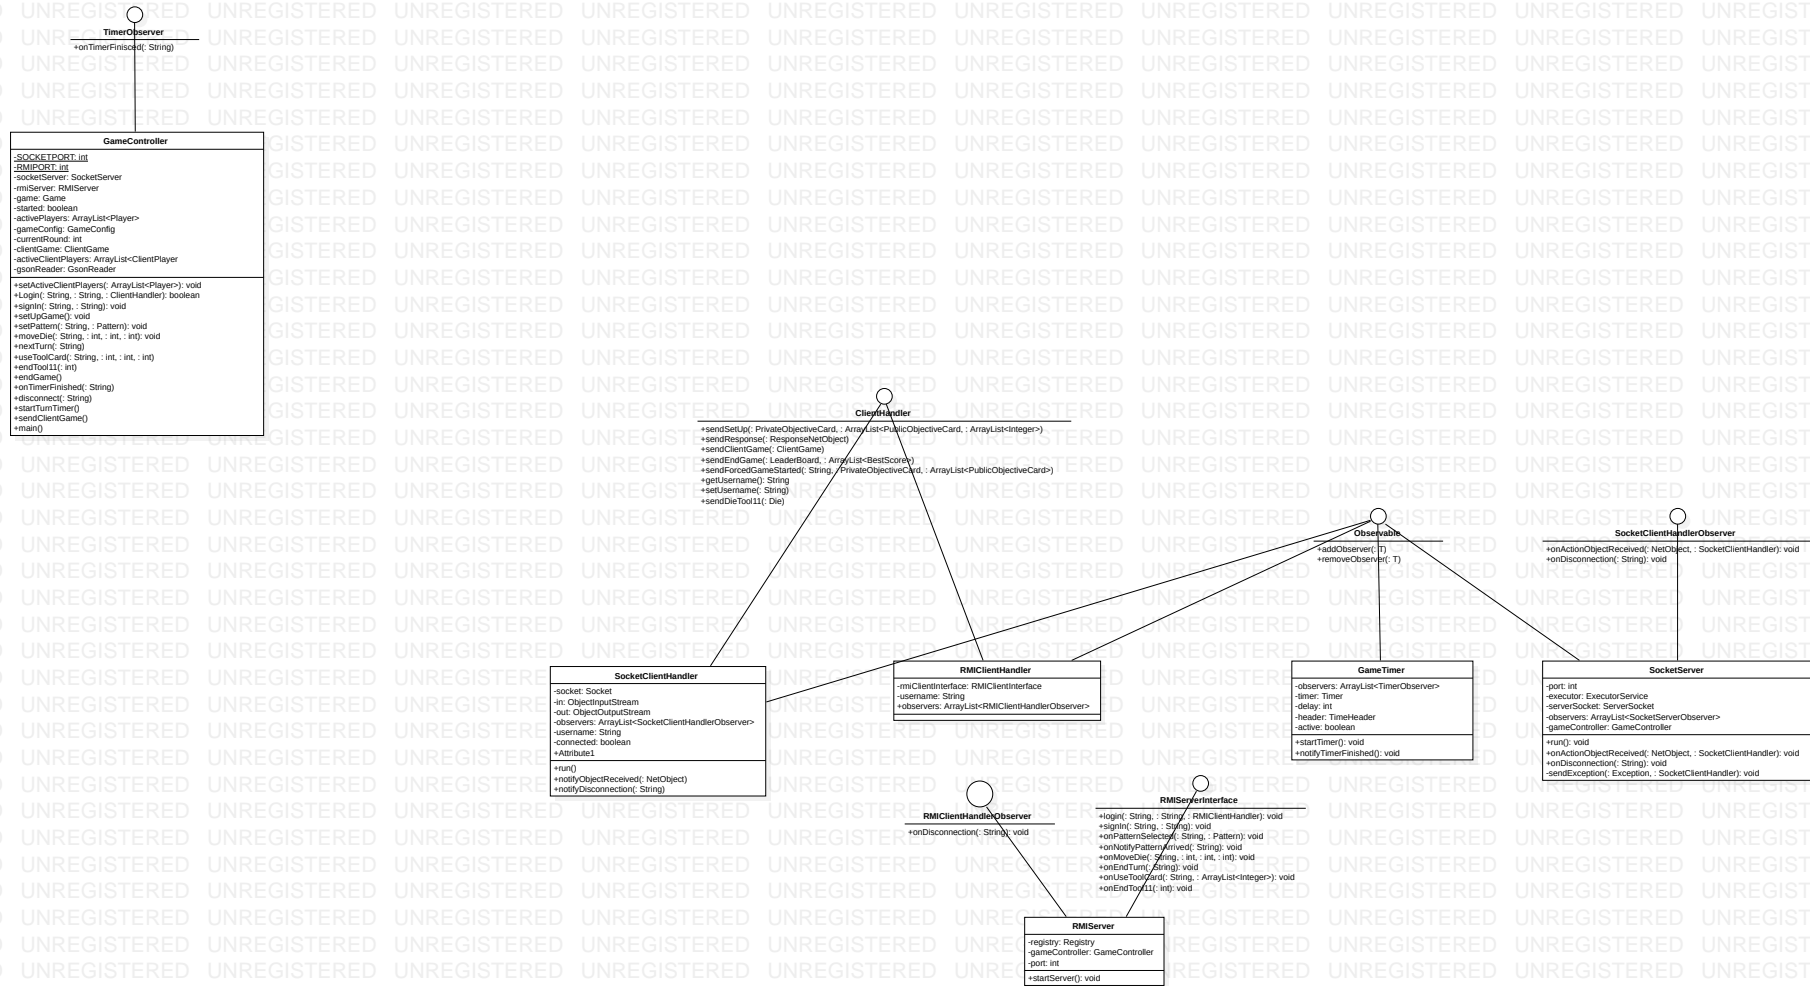 TimerObserver
+onTimerFinisced(: String)
GameController
-SOCKETPORT: int
-RMIPORT: int
-socketServer: SocketServer
-rmiServer: RMIServer
-game: Game
-started: boolean
-activePlayers: ArrayList<Player>
-gameConfig: GameConfig
-currentRound: int
-clientGame: ClientGame
-activeClientPlayers: ArrayList<ClientPlayer
-gsonReader: GsonReader
+setActiveClientPlayers(: ArrayList<Player>): void
+Login(: String, : String, : ClientHandler): boolean
+signIn(: String, : String): void
+setUpGame(): void
+setPattern(: String, : Pattern): void
+moveDie(: String, : int, : int, : int): void
+nextTurn(: String)
+useToolCard(: String, : int, : int, : int)
+endTool11(: int)
+endGame()
+onTimerFinished(: String)
+disconnect(: String)
+startTurnTimer()
+sendClientGame()
+main()
ClientHandler
+sendSetUp(: PrivateObjectiveCard, : ArrayList<PublicObjectiveCard, : ArrayList<Integer>)
+sendResponse(: ResponseNetObject)
+sendClientGame(: ClientGame)
+sendEndGame(: LeaderBoard, : ArrayList<BestScore>)
+sendForcedGameStarted(: String, : PrivateObjectiveCard, : ArrayList<PublicObjectiveCard>)
+getUsername(): String
+setUsername(: String)
+sendDieTool11(: Die)
Observable
+addObserver(: T)
+removeObserver(: T)
SocketClientHandlerObserver
+onActionObjectReceived(: NetObject, : SocketClientHandler): void
+onDisconnection(: String): void
SocketClientHandler
-socket: Socket
-in: ObjectInputStream
-out: ObjectOutputStream
-observers: ArrayList<SocketClientHandlerObserver>
-username: String
-connected: boolean
+Attribute1
+run()
+notifyObjectReceived(: NetObject)
+notifyDisconnection(: String)
RMIClientHandler
-rmiClientInterface: RMIClientInterface
-username: String
+observers: ArrayList<RMIClientHandlerObserver>
GameTimer
-observers: ArrayList<TimerObserver>
-timer: Timer
-delay: int
-header: TimeHeader
-active: boolean
+startTimer(): void
+notifyTimerFinished(): void
SocketServer
-port: int
-executor: ExecutorService
-serverSocket: ServerSocket
-observers: ArrayList<SocketServerObserver>
-gameController: GameController
+run(): void
+onActionObjectReceived(: NetObject, : SocketClientHandler): void
+onDisconnection(: String): void
-sendException(: Exception, : SocketClientHandler): void
RMIClientHandlerObserver
+onDisconnection(: String): void
RMIServerInterface
+login(: String, : String, : RMIClientHandler): void
+signIn(: String, : String): void
+onPatternSelected(: String, : Pattern): void
+onNotifyPatternArrived(: String): void
+onMoveDie(: String, : int, : int, : int): void
+onEndTurn(: String): void
+onUseToolCard(: String, : ArrayList<Integer>): void
+onEndTool11(: int): void
RMIServer
-registry: Registry
-gameController: GameController
-port: int
+startServer(): void